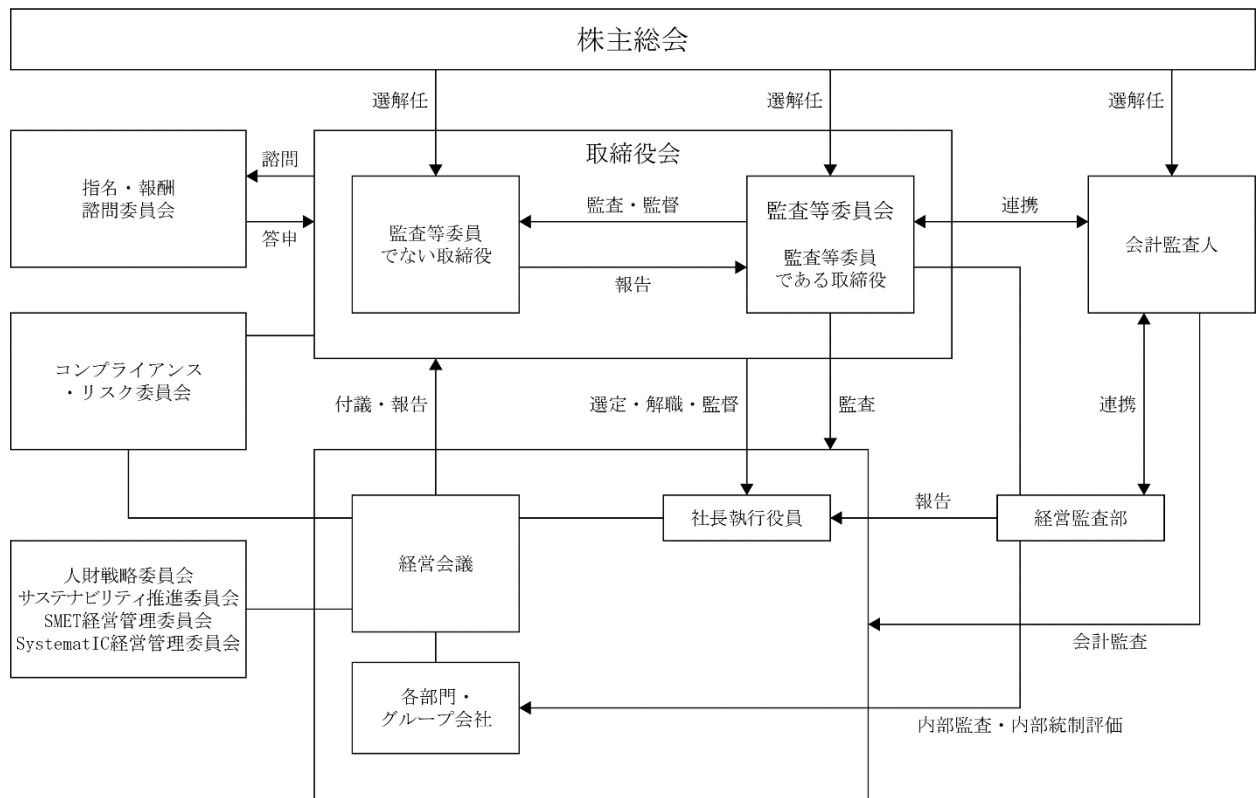 株主総会
選解任
選解任
選解任
取締役会
指名・報酬
諮問委員会
諮問
答申
監査等委員
でない取締役
監査・監督
報告
監査等委員会
監査等委員
である取締役
連携
会計監査人
コンプライアンス
・リスク委員会
付議・報告
選定・解職・監督
監査
連携
経営会議
社長執行役員
報告
経営監査部
人財戦略委員会
サステナビリティ推進委員会
SMET経営管理委員会
SystematIC経営管理委員会
会計監査
各部門・
グループ会社
内部監査・内部統制評価